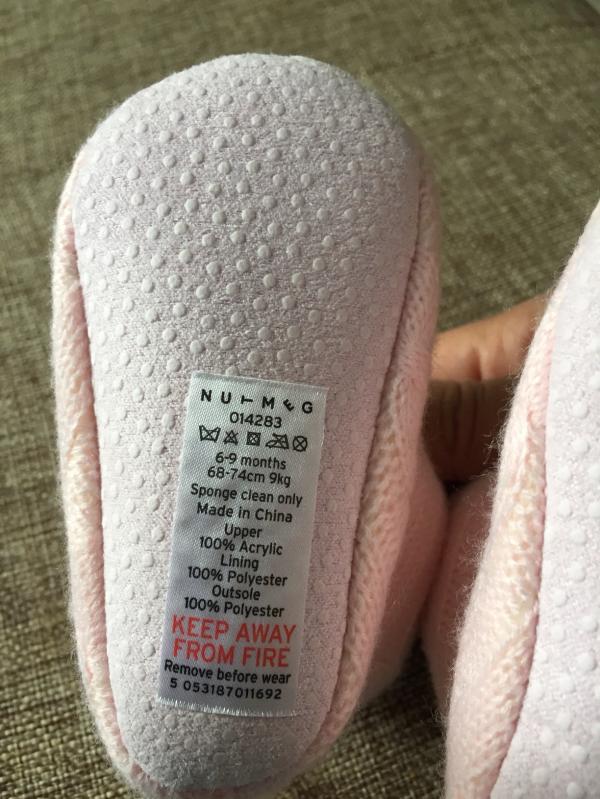 NUTMEG
014283
6-9 months
68-74cm 9kg
Sponge clean only
Made in China
Upper
100% Acrylic
Lining
100% Polyester
Outsole
100% Polyester
KEEP AWAY
FROM FIRE
Remove before wear
5 053187011692